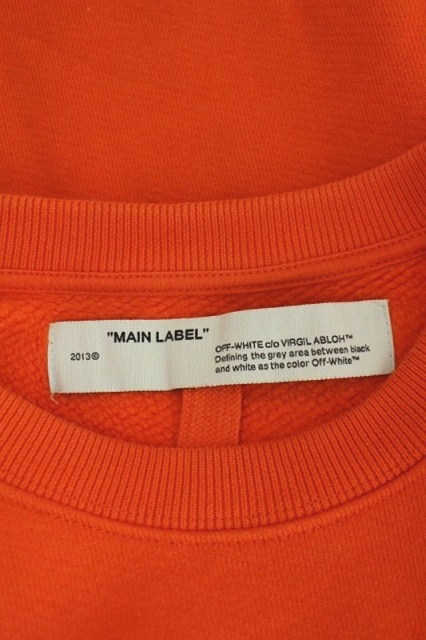 "MAIN LABEL"
2013©
OFF-WHITE c/o VIRGIL ABLOH™
Defining the grey area between black
and white as the color Off-White™